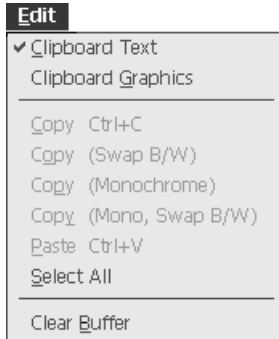 Edit
Clipboard Text
Clipboard Graphics
Copy Ctrl+C
Copy (Swap B/W)
Copy (Monochrome)
Copy (Mono, Swap B/W)
Paste Ctrl+V
Select All
Clear Buffer